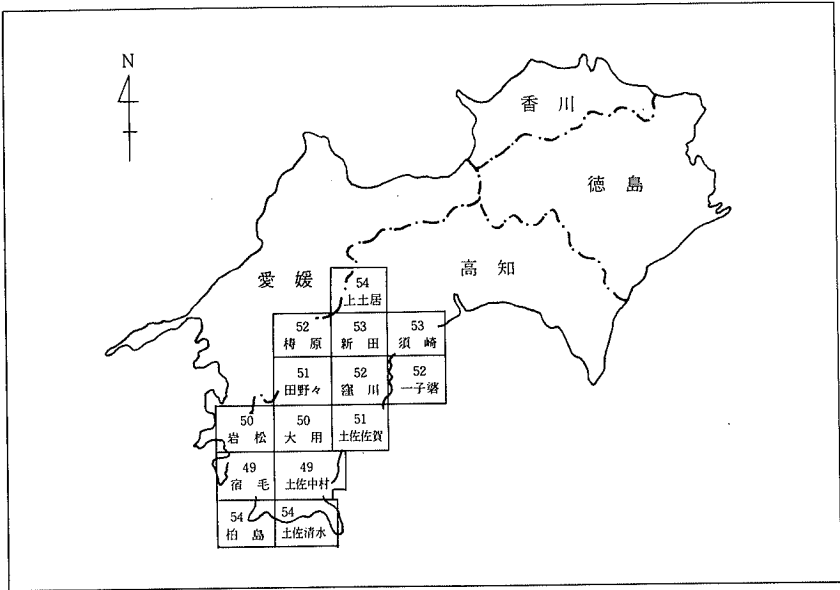 N
香川
徳島
愛媛
高知
54
上土居
52
梼原
53
新田
53
須崎
51
田野々
52
窪川
52
一子碆
50
岩松
50
大用
51
土佐佐賀
49
宿毛
49
土佐中村
54
柏島
54
土佐清水